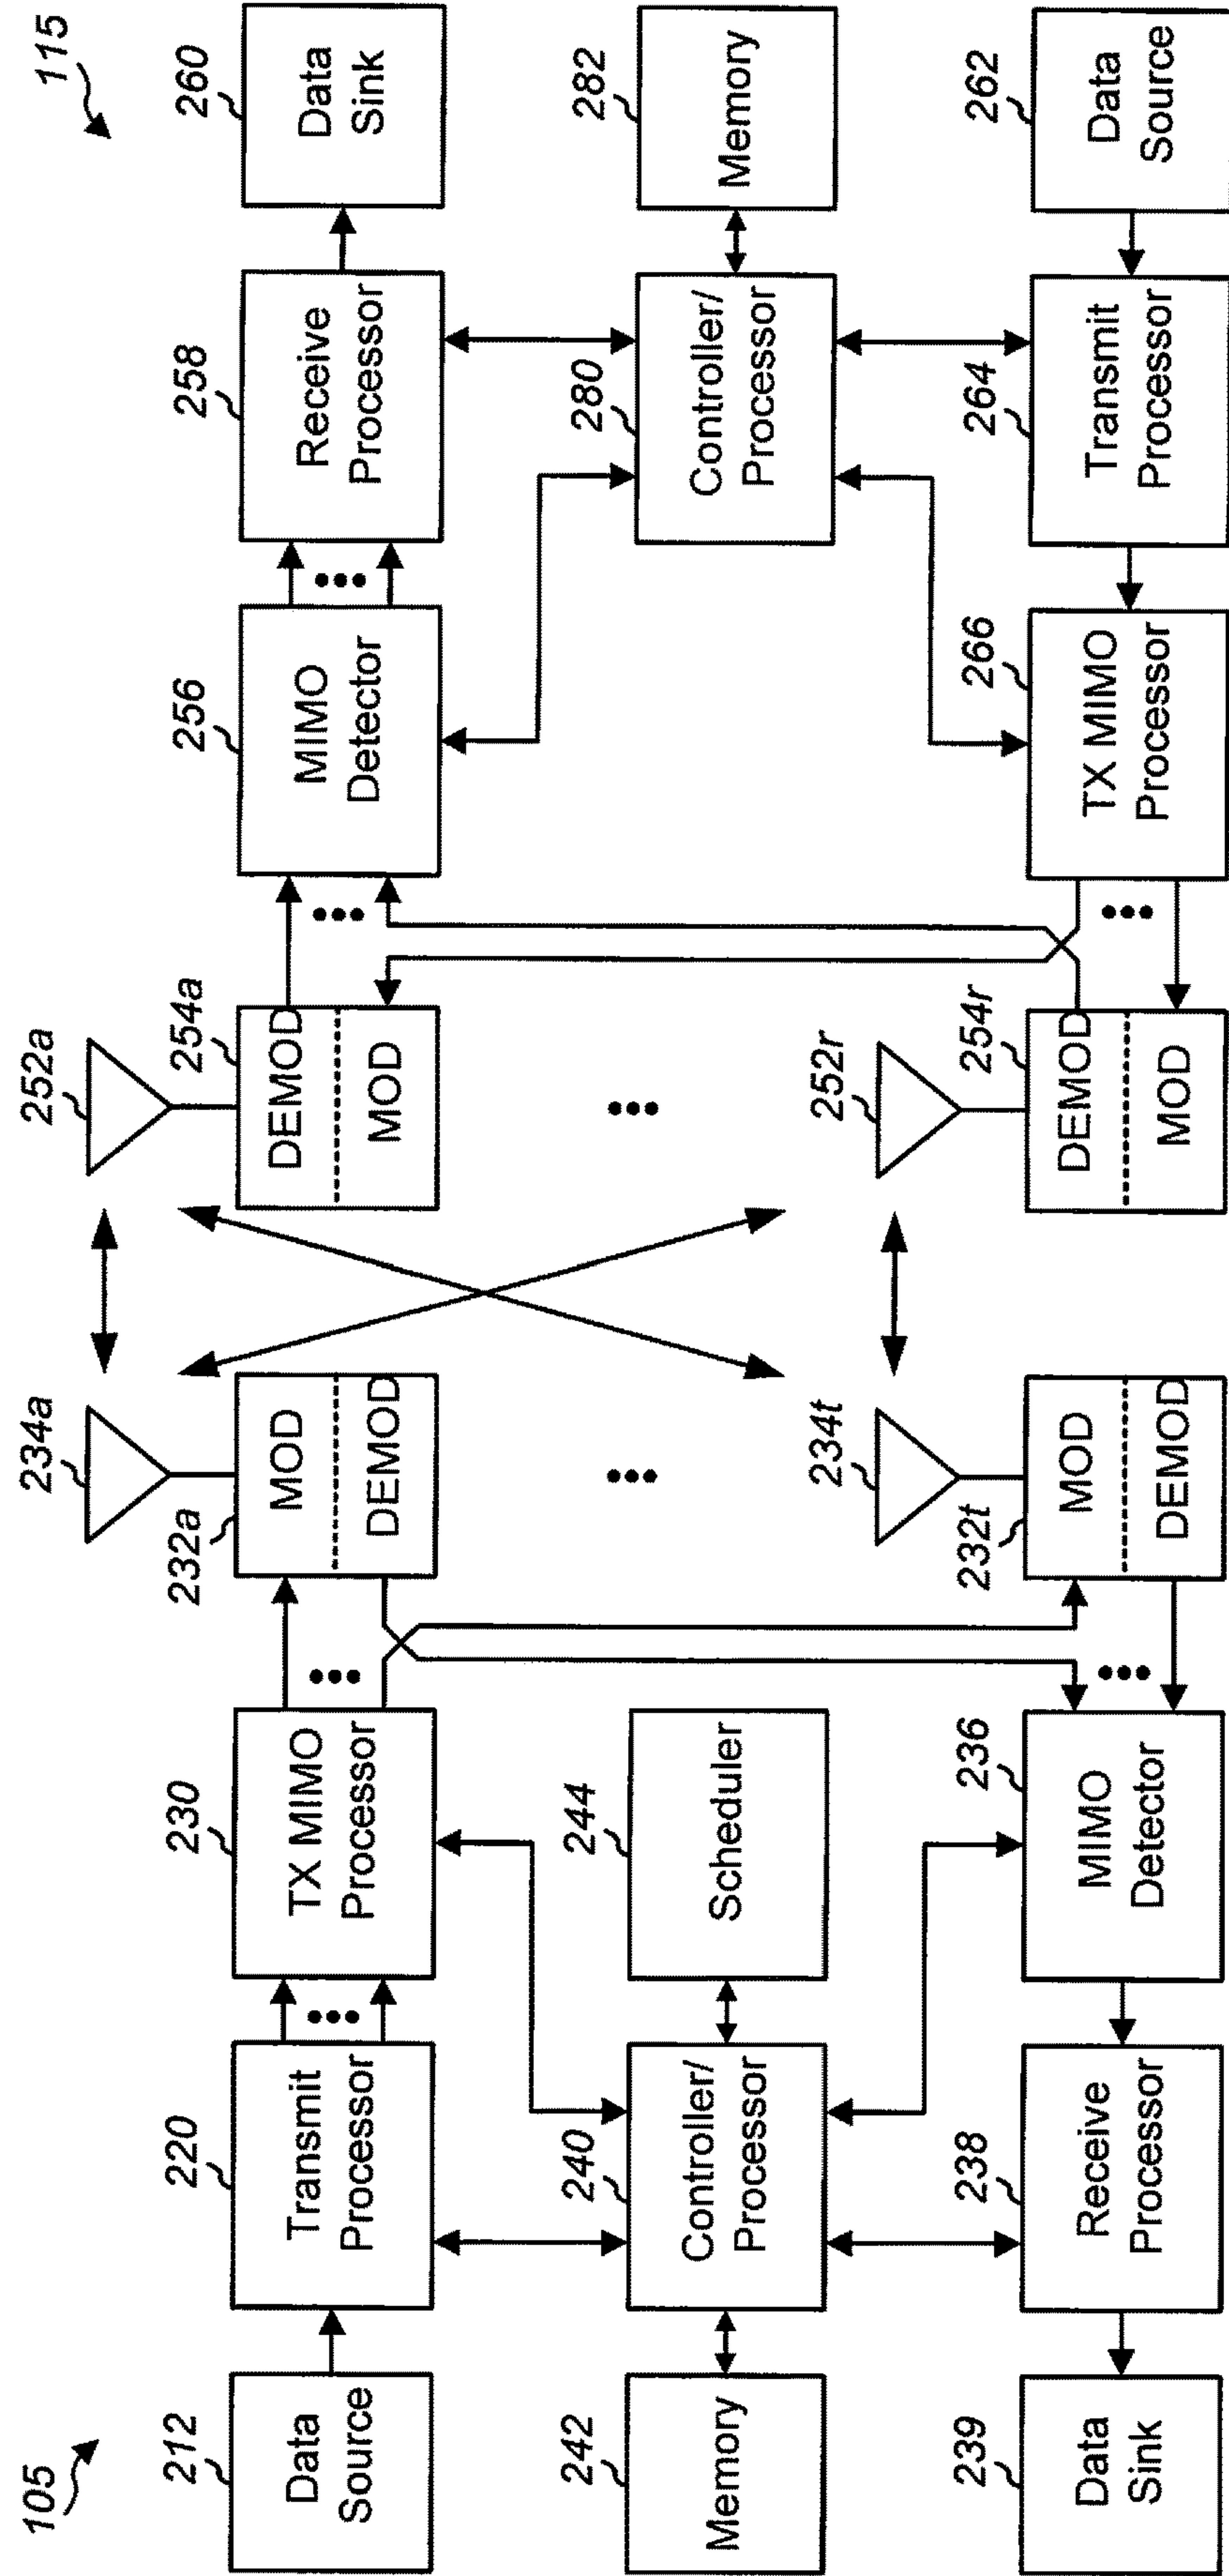 105
115
212
Data
Source
220
Transmit
Processor
230
TX MIMO
Processor
232a
MOD
DEMOD
234a
252a
254a
DEMOD
MOD
256
MIMO
Detector
258
Receive
Processor
260
Data
Sink
242
Memory
240
Controller/
Processor
244
Scheduler
280
Controller/
Processor
282
Memory
239
Data
Sink
238
Receive
Processor
236
MIMO
Detector
232t
MOD
DEMOD
234t
252r
254r
DEMOD
MOD
266
TX MIMO
Processor
264
Transmit
Processor
262
Data
Source